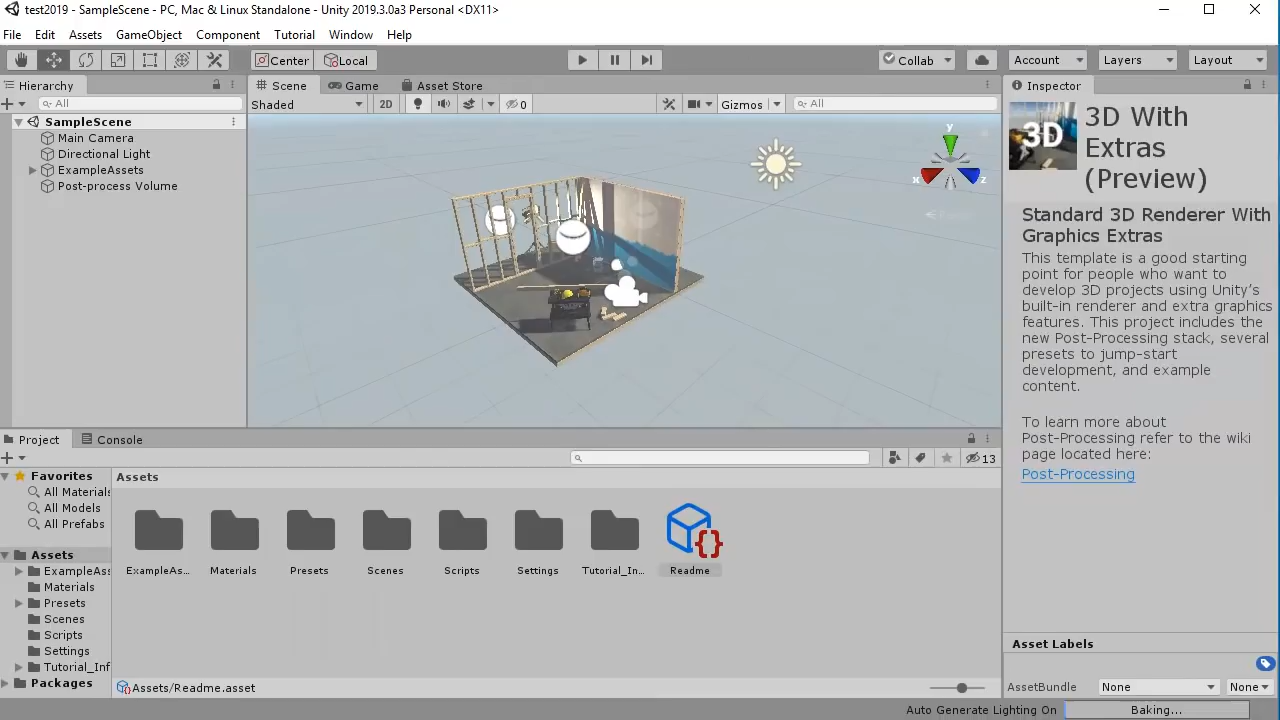 test2019 - SampleScene - PC, Mac & Linux Standalone - Unity 2019.3.0a3 Personal <DX11>
File Edit Assets GameObject Component Tutorial Window Help
Center Local Collab Account Layers Layout
Hierarchy
All
SampleScene
Main Camera
Directional Light
ExampleAssets
Post-process Volume
Scene Game Asset Store
Shaded 2D 0 Gizmos All
y
x z
Inspector
3D
3D With
Extras
(Preview)
Standard 3D Renderer With
Graphics Extras
This template is a good starting
point for people who want to
develop 3D projects using Unity's
built-in renderer and extra graphics
features. This project includes the
new Post-Processing stack, several
presets to jump-start
development, and example
content.
To learn more about
Post-Processing refer to the wiki
page located here:
Post-Processing
Project Console
13
Favorites
All Materials
All Models
All Prefabs
Assets
ExampleAss
Materials
Presets
Scenes
Scripts
Settings
Tutorial_Inf
Packages
Assets
ExampleAs... Materials Presets Scenes Scripts Settings Tutorial_In... Readme
Assets/Readme.asset
Asset Labels
AssetBundle None None
Auto Generate Lighting On Baking...